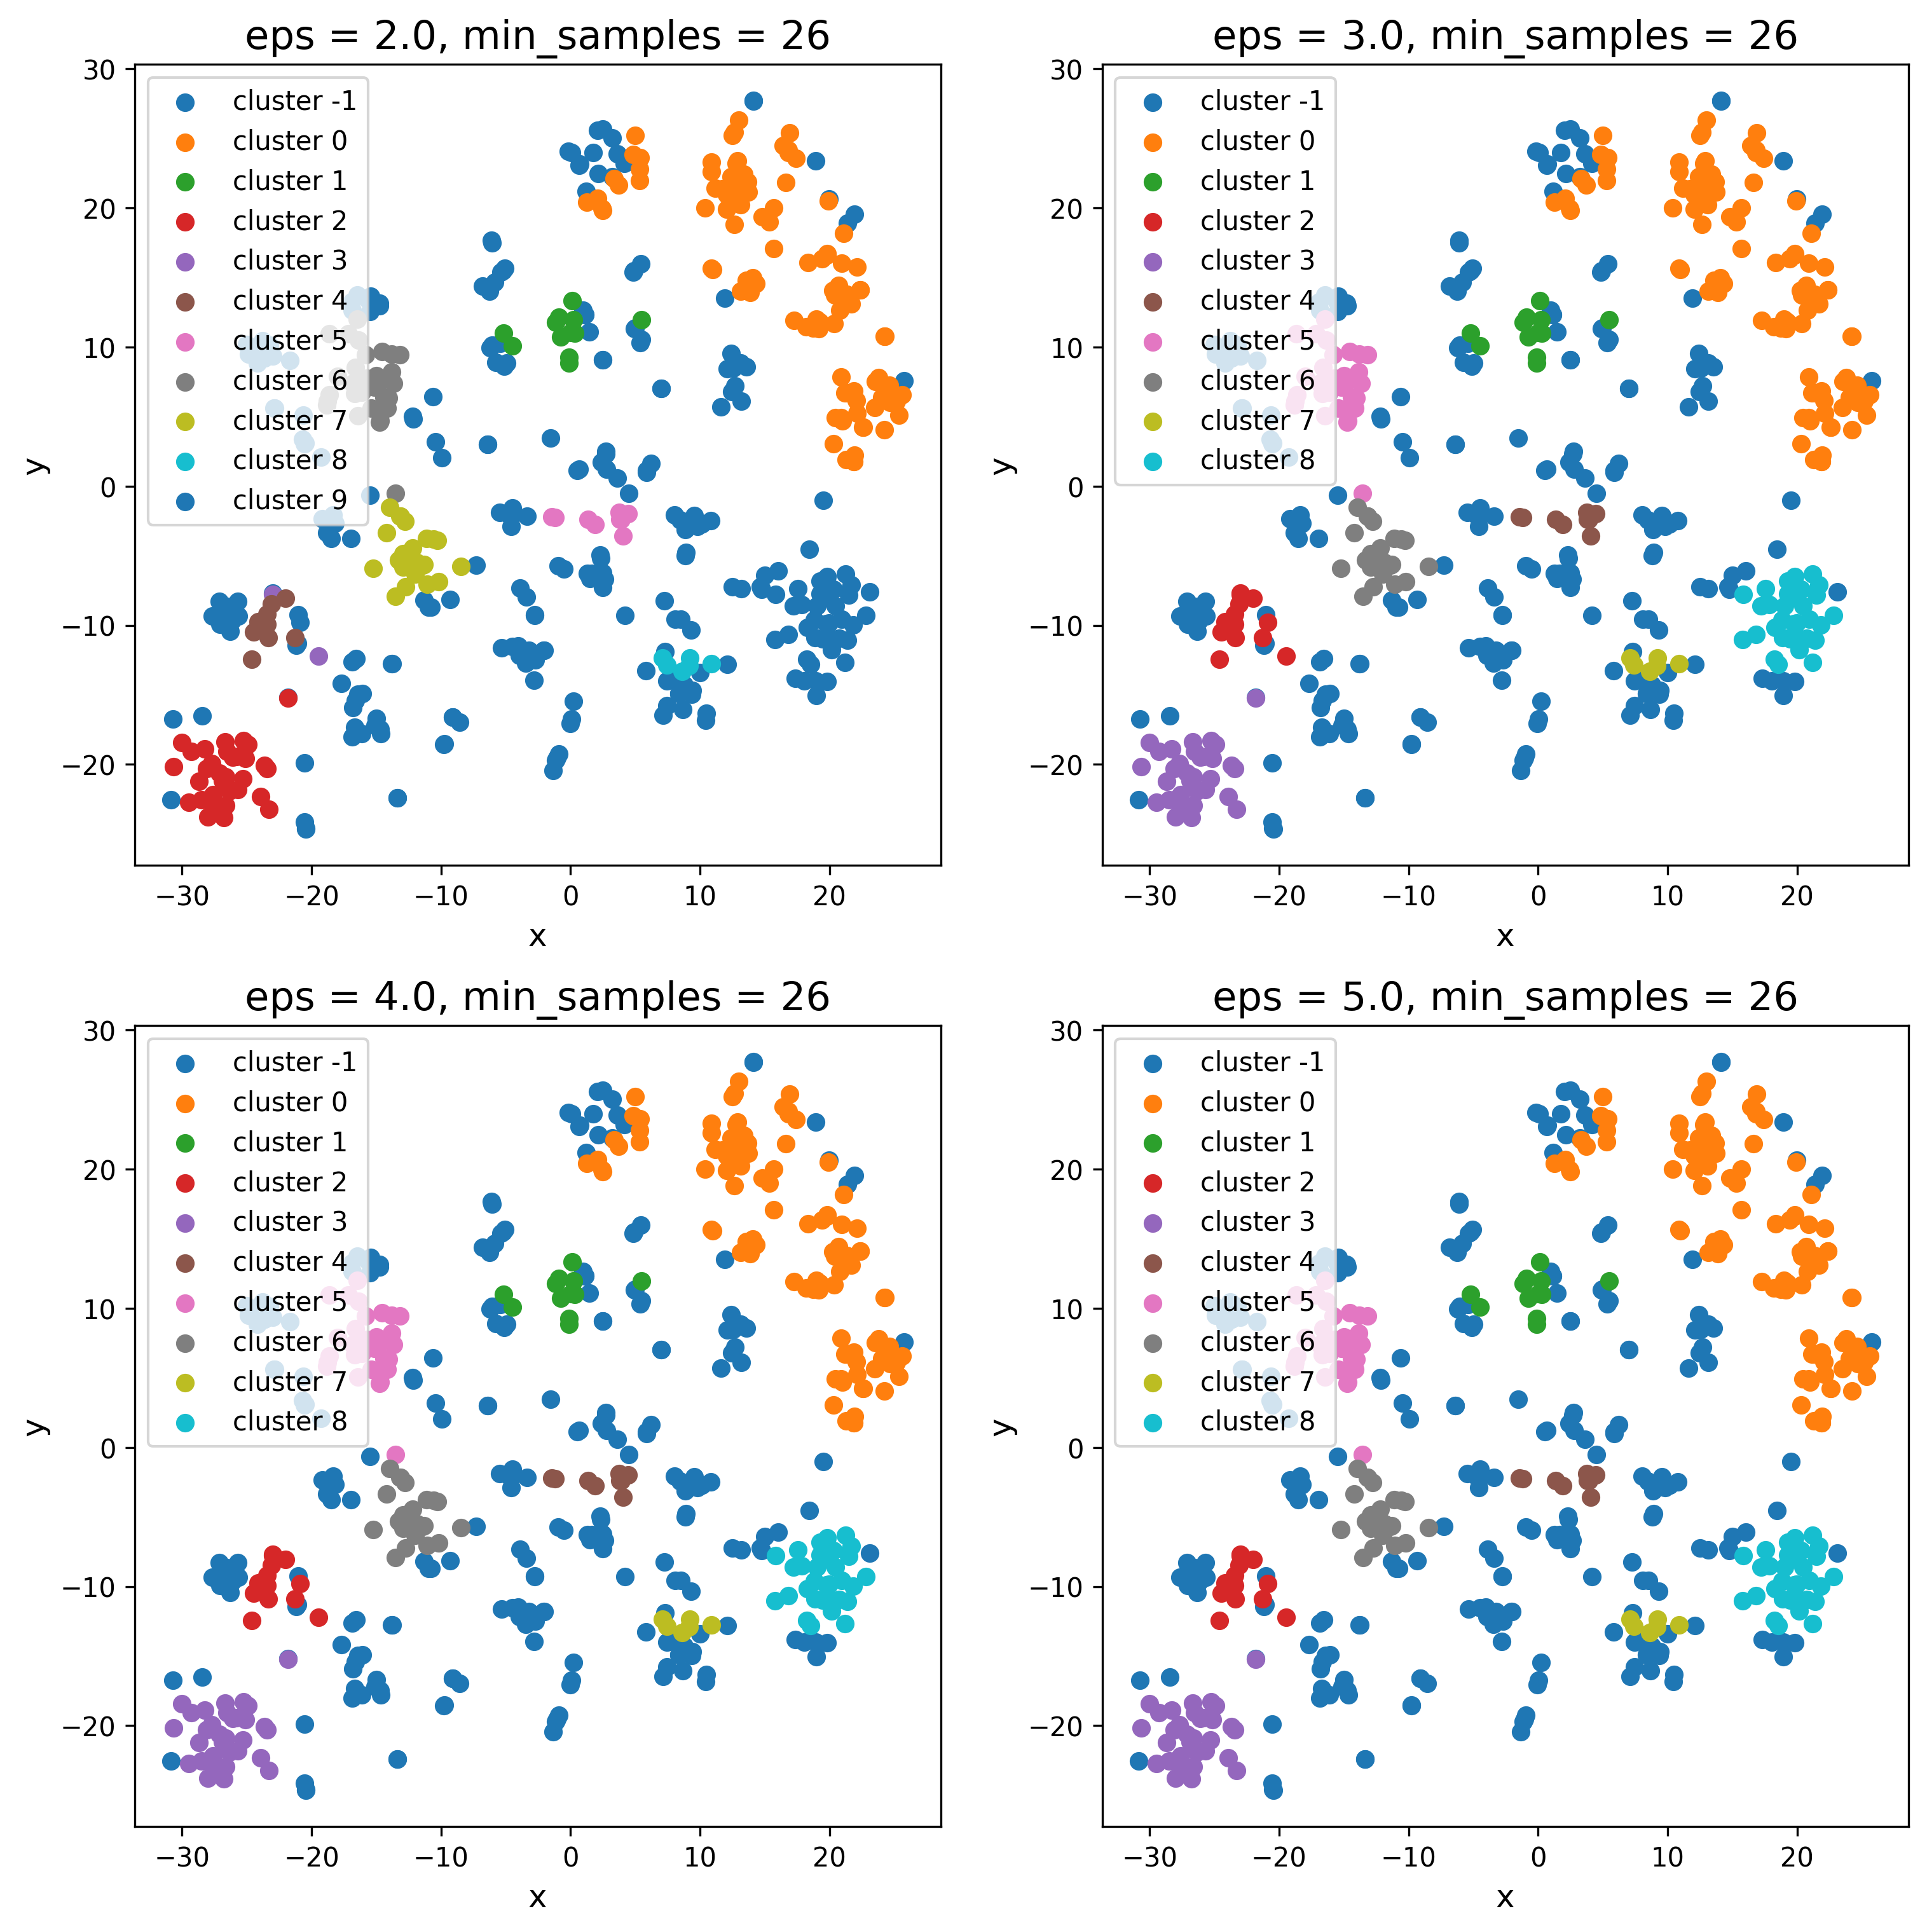 eps = 2.0, min_samples = 26
30
20
10
0
−10
−20
y
cluster -1
cluster 0
cluster 1
cluster 2
cluster 3
cluster 4
cluster 5
cluster 6
cluster 7
cluster 8
cluster 9
−30 −20 −10 0 10 20
x
eps = 3.0, min_samples = 26
30
20
10
0
−10
−20
y
cluster -1
cluster 0
cluster 1
cluster 2
cluster 3
cluster 4
cluster 5
cluster 6
cluster 7
cluster 8
−30 −20 −10 0 10 20
x
eps = 4.0, min_samples = 26
30
20
10
0
−10
−20
y
cluster -1
cluster 0
cluster 1
cluster 2
cluster 3
cluster 4
cluster 5
cluster 6
cluster 7
cluster 8
−30 −20 −10 0 10 20
x
eps = 5.0, min_samples = 26
30
20
10
0
−10
−20
y
cluster -1
cluster 0
cluster 1
cluster 2
cluster 3
cluster 4
cluster 5
cluster 6
cluster 7
cluster 8
−30 −20 −10 0 10 20
x